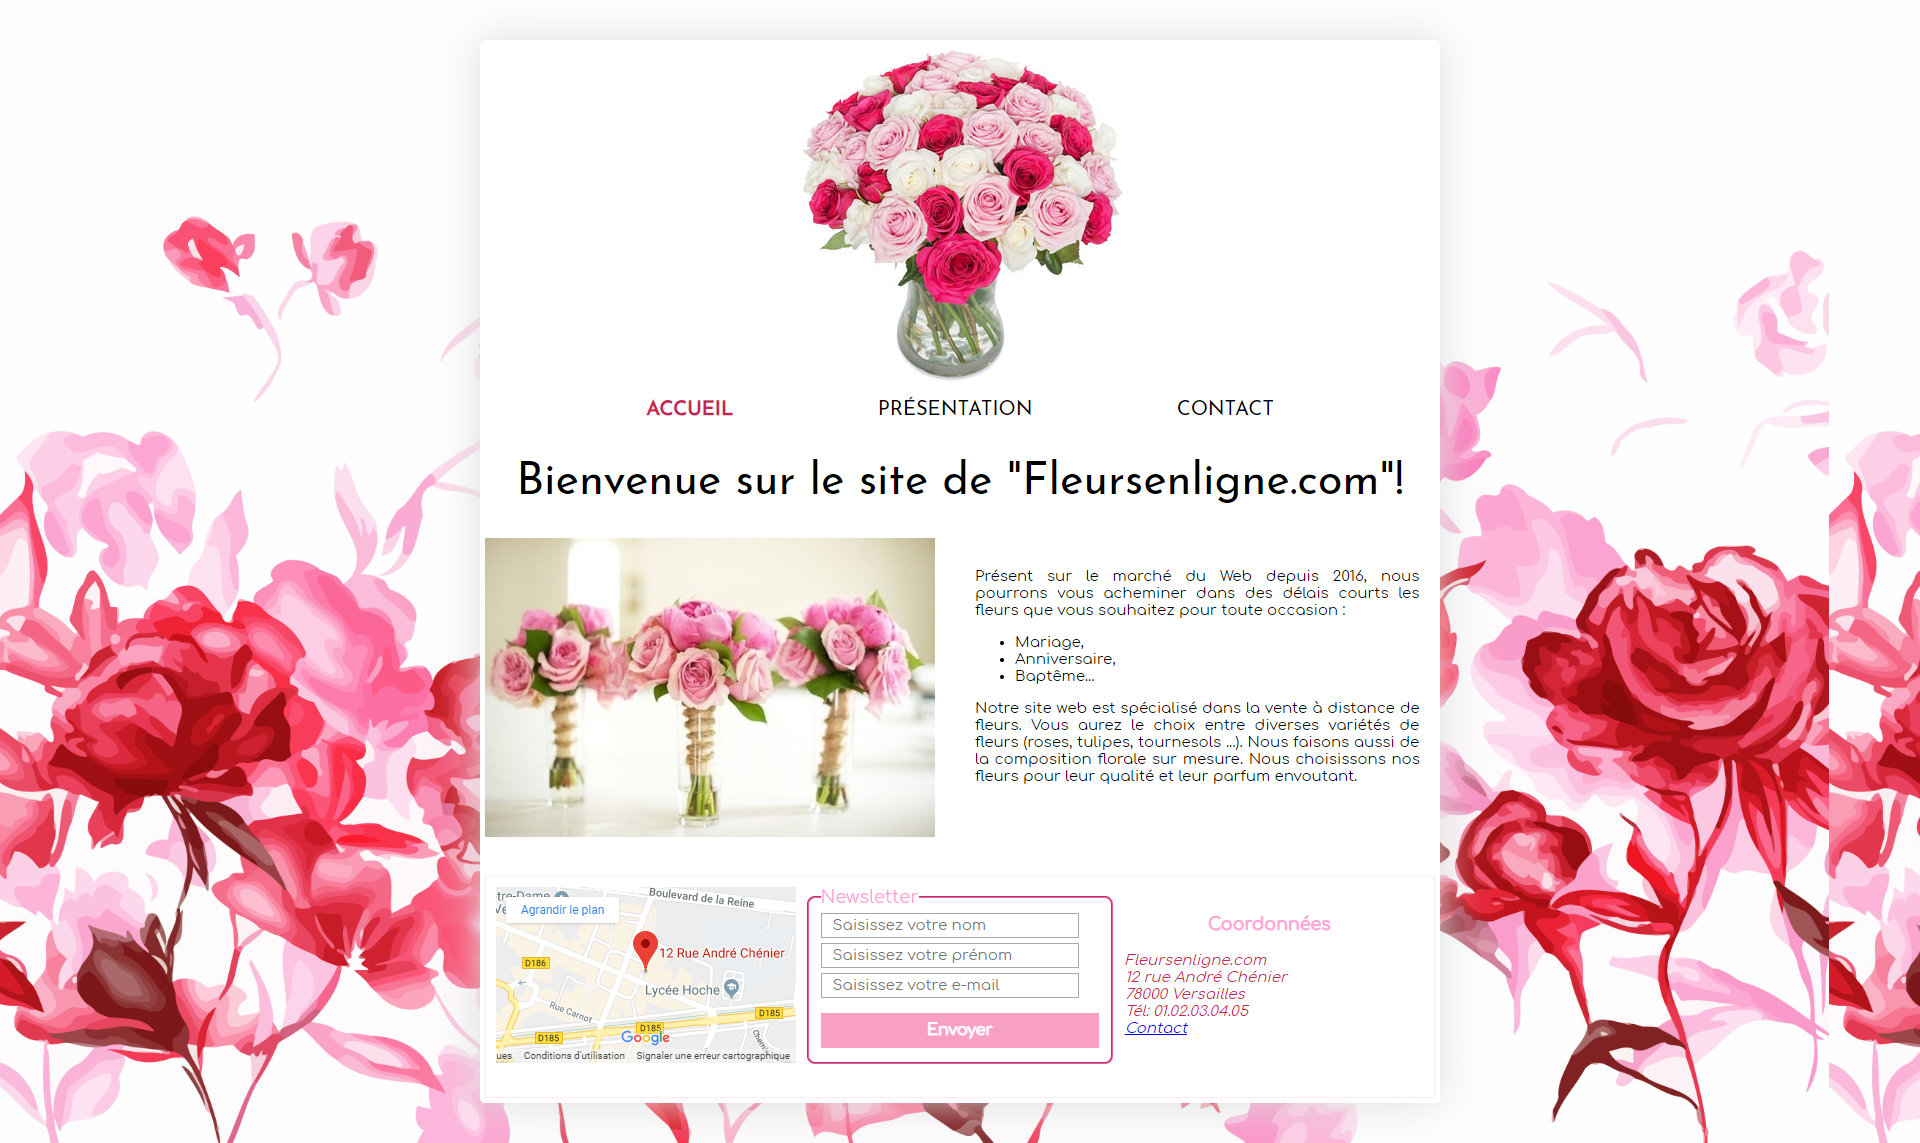 ACCUEIL
PRÉSENTATION
CONTACT
Bienvenue sur le site de "Fleursenligne.com"!
Présent sur le marché du Web depuis 2016, nous
pourrons vous acheminer dans des délais courts les
fleurs que vous souhaitez pour toute occasion :
• Mariage,
• Anniversaire,
• Baptême...
Notre site web est spécialisé dans la vente à distance de
fleurs. Vous aurez le choix entre diverses variétés de
fleurs (roses, tulipes, tournesols ...). Nous faisons aussi de
la composition florale sur mesure. Nous choisissons nos
fleurs pour leur qualité et leur parfum envoutant.
tre-Dame
Boulevard de la Reine
Agrandir le plan
12 Rue André Chénier
D186
Lycée Hoche
Rue Carnot
D185
D185
D185
Google
ues
Conditions d'utilisation
Signaler une erreur cartographique
Newsletter
Saisissez votre nom
Saisissez votre prénom
Saisissez votre e-mail
Envoyer
Coordonnées
Fleursenligne.com
12 rue André Chénier
78000 Versailles
Tél: 01.02.03.04.05
Contact